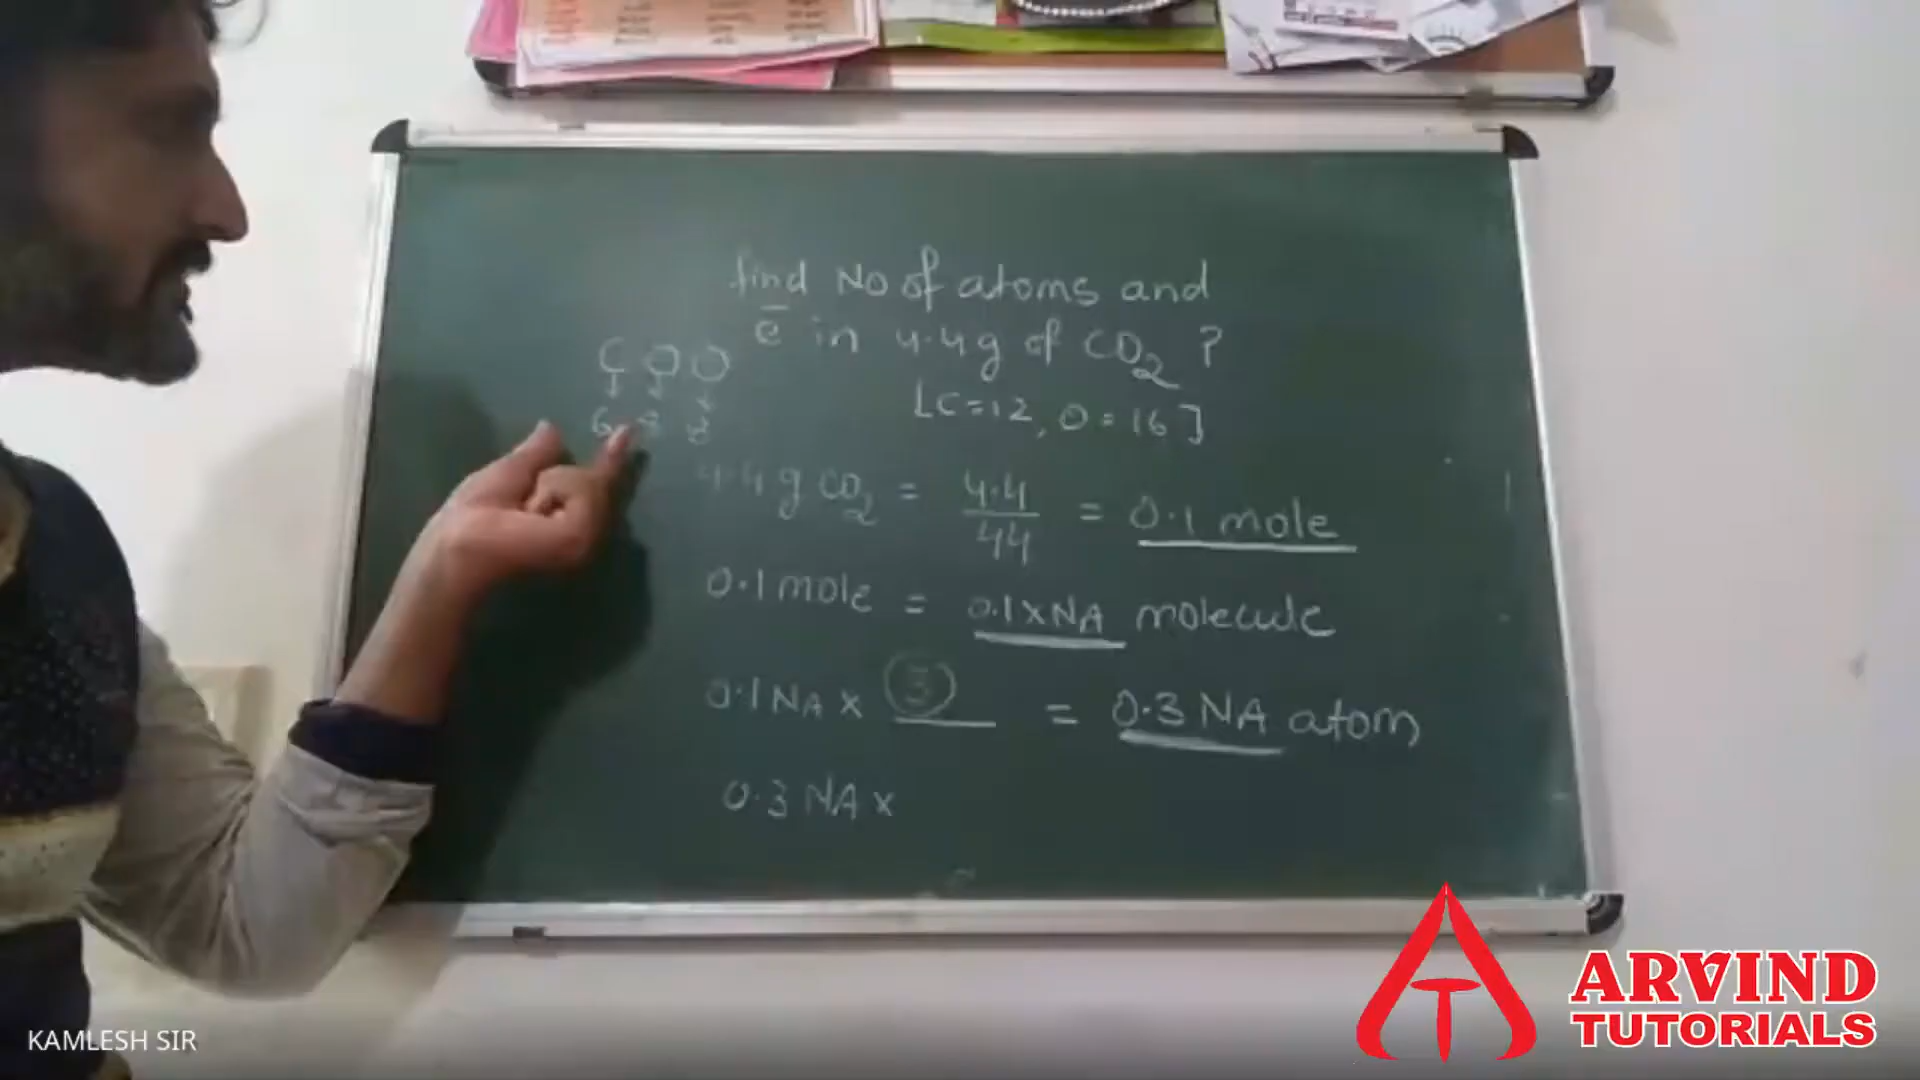 find No of atoms and
e̅ in 4.4g of CO₂ ?
[C=12, O=16]
C O O
↓ ↓ ↓
6 8 8
4.4 g CO₂ = 4.4/44 = 0.1 mole
0.1 mole = 0.1xNA molecule
0.1 NA x 3 = 0.3 NA atom
0.3 NA x
KAMLESH SIR
ARVIND
TUTORIALS